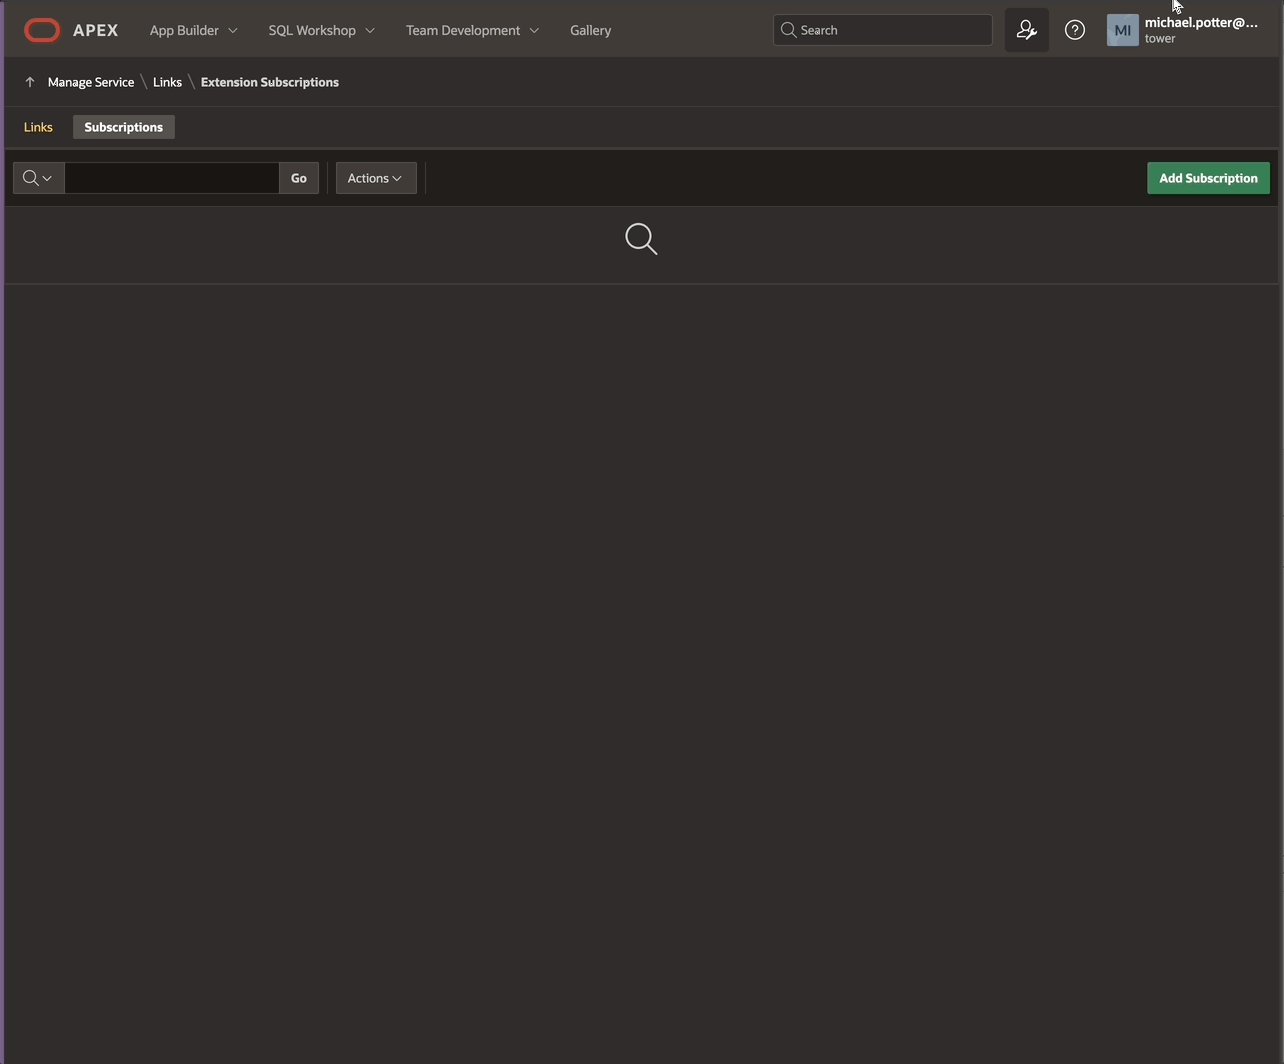 APEX App Builder SQL Workshop Team Development Gallery Search MI michael.potter@...
tower
Manage Service \ Links \ Extension Subscriptions
Links Subscriptions
Go Actions Add Subscription